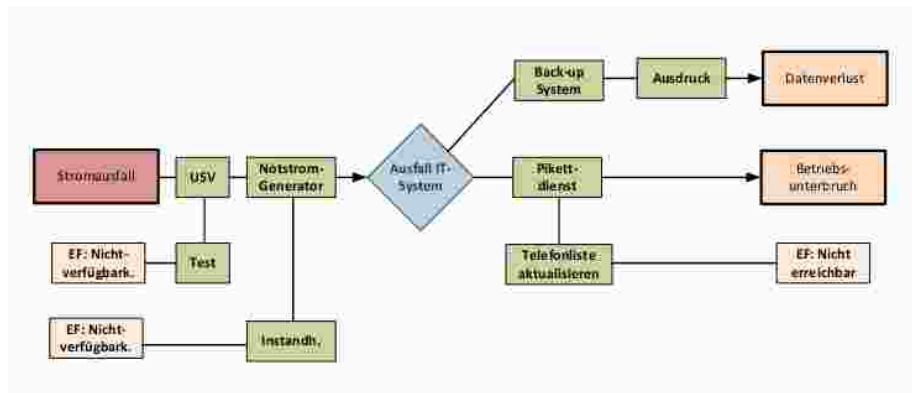 Back-up
System
Ausdruck
Datenverlust
Stromausfall
USV
Notstrom-
Generator
Ausfall IT-
System
Pikett-
dienst
Betriebs-
unterbruch
EF: Nicht-
verfügbark.
Test
Telefonliste
aktualisieren
EF: Nicht
erreichbar
EF: Nicht-
verfügbark.
Instandh.